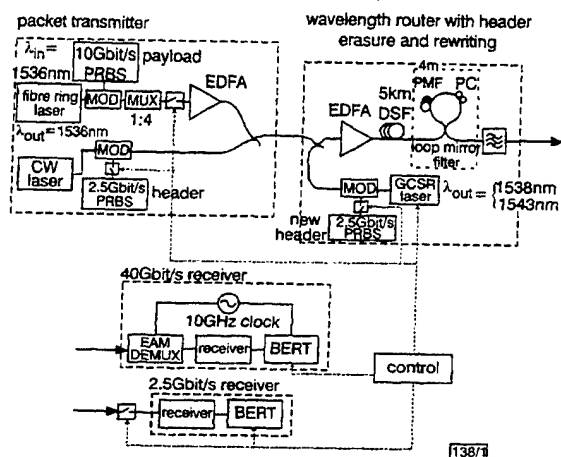 packet transmitter
wavelength router with header
erasure and rewriting
λin=
1536nm
10Gbit/s
PRBS
payload
fibre ring
laser
MOD
MUX
1:4
EDFA
λout=1536nm
CW
laser
MOD
2.5Gbit/s
PRBS
header
EDFA
5km
DSF
4m
PMF
PC
loop mirror
filter
MOD
GCSR
laser
λout=
1538nm
1543nm
new
header
2.5Gbit/s
PRBS
40Gbit/s receiver
10GHz clock
EAM
DEMUX
receiver
BERT
control
2.5Gbit/s receiver
receiver
BERT
138/1